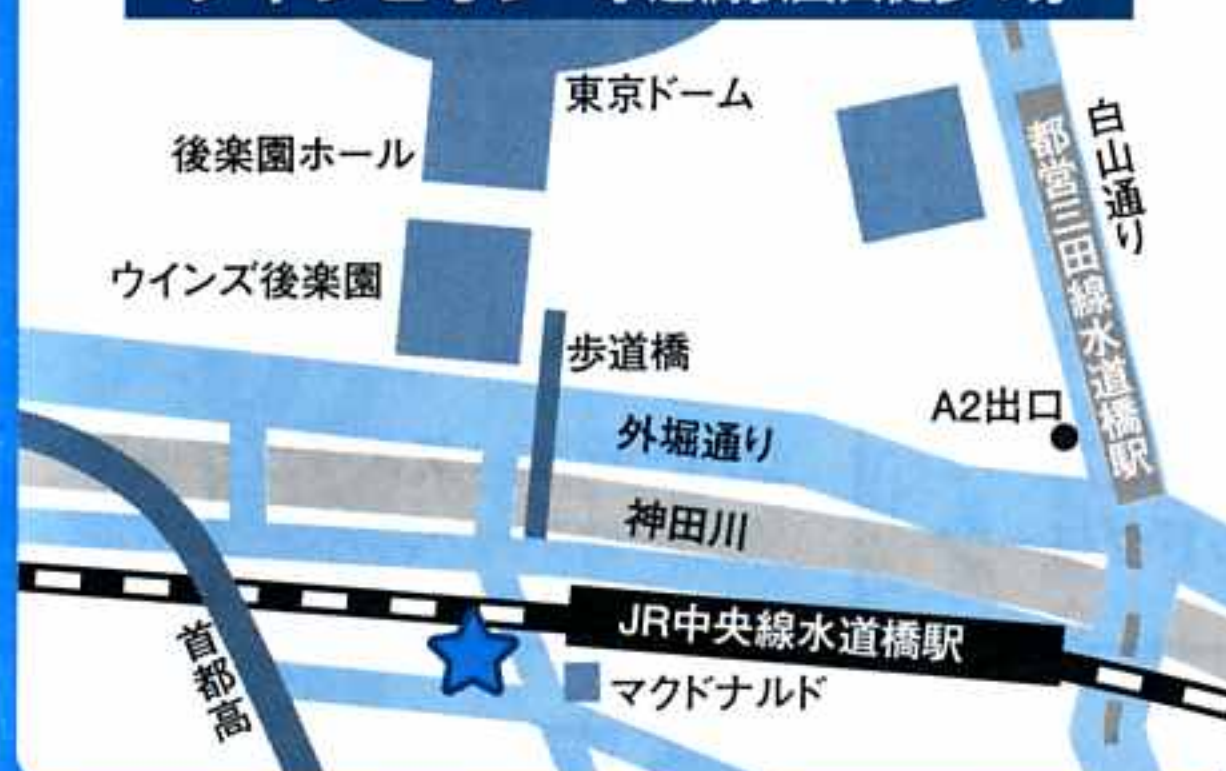 東京ドーム
後楽園ホール
白山通り
都営三田線水道橋駅
ウインズ後楽園
歩道橋
A2出口
外堀通り
神田川
JR中央線水道橋駅
首都高
マクドナルド